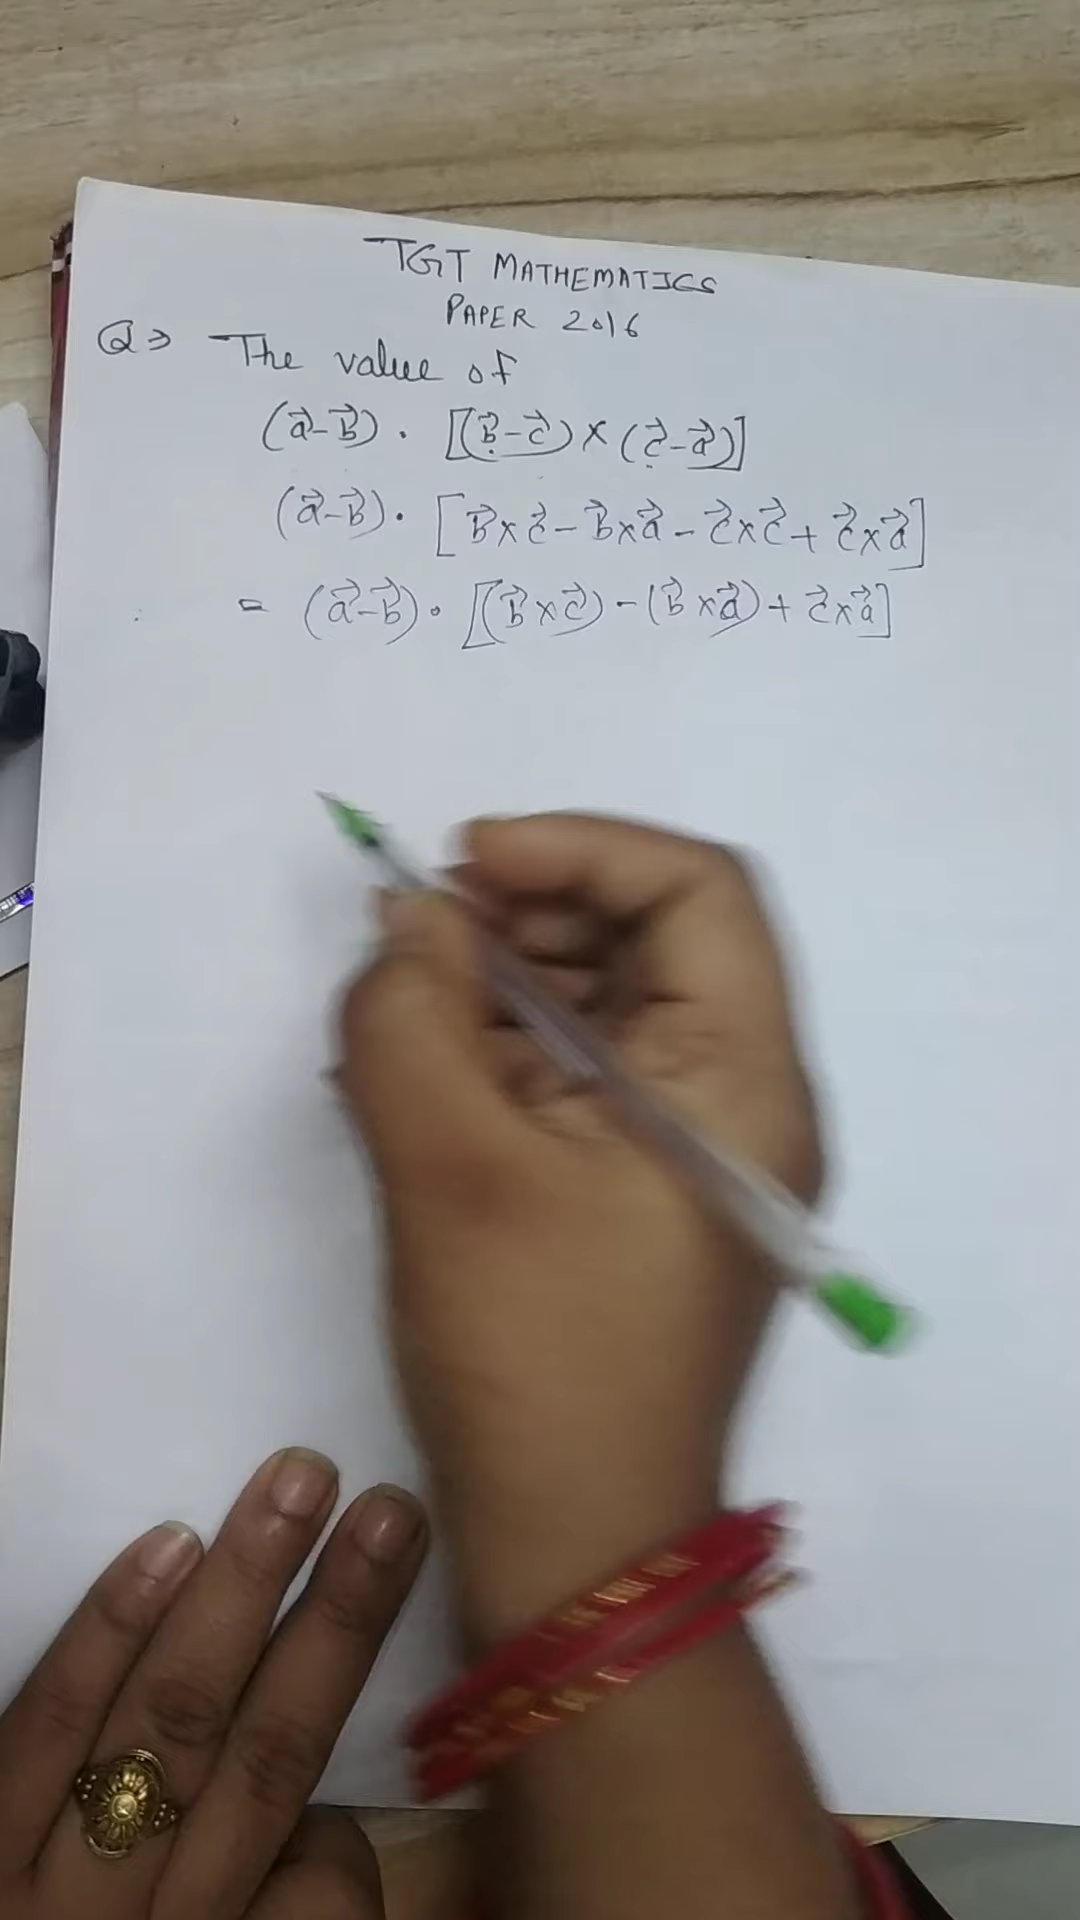 TGT MATHEMATICS
PAPER 2016
Q⇒ The value of
(a⃗-b⃗) . [(b⃗-c⃗)×(c⃗-a⃗)]
(a⃗-b⃗) . [b⃗×c⃗-b⃗×a⃗-c⃗×c⃗+c⃗×a⃗]
= (a⃗-b⃗) . [(b⃗×c⃗)-(b⃗×a⃗)+c⃗×a⃗]